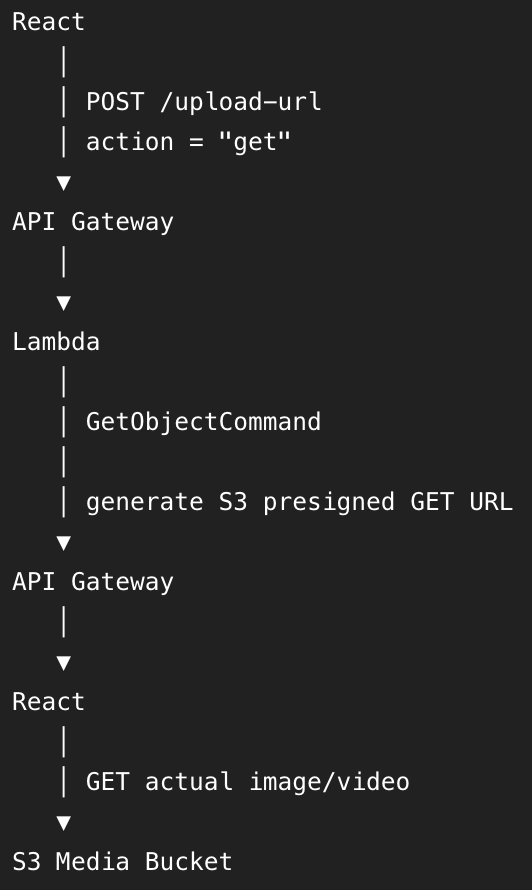 React
│
│ POST /upload-url
│ action = "get"
▼
API Gateway
│
▼
Lambda
│
│ GetObjectCommand
│
│ generate S3 presigned GET URL
▼
API Gateway
│
▼
React
│
│ GET actual image/video
▼
S3 Media Bucket